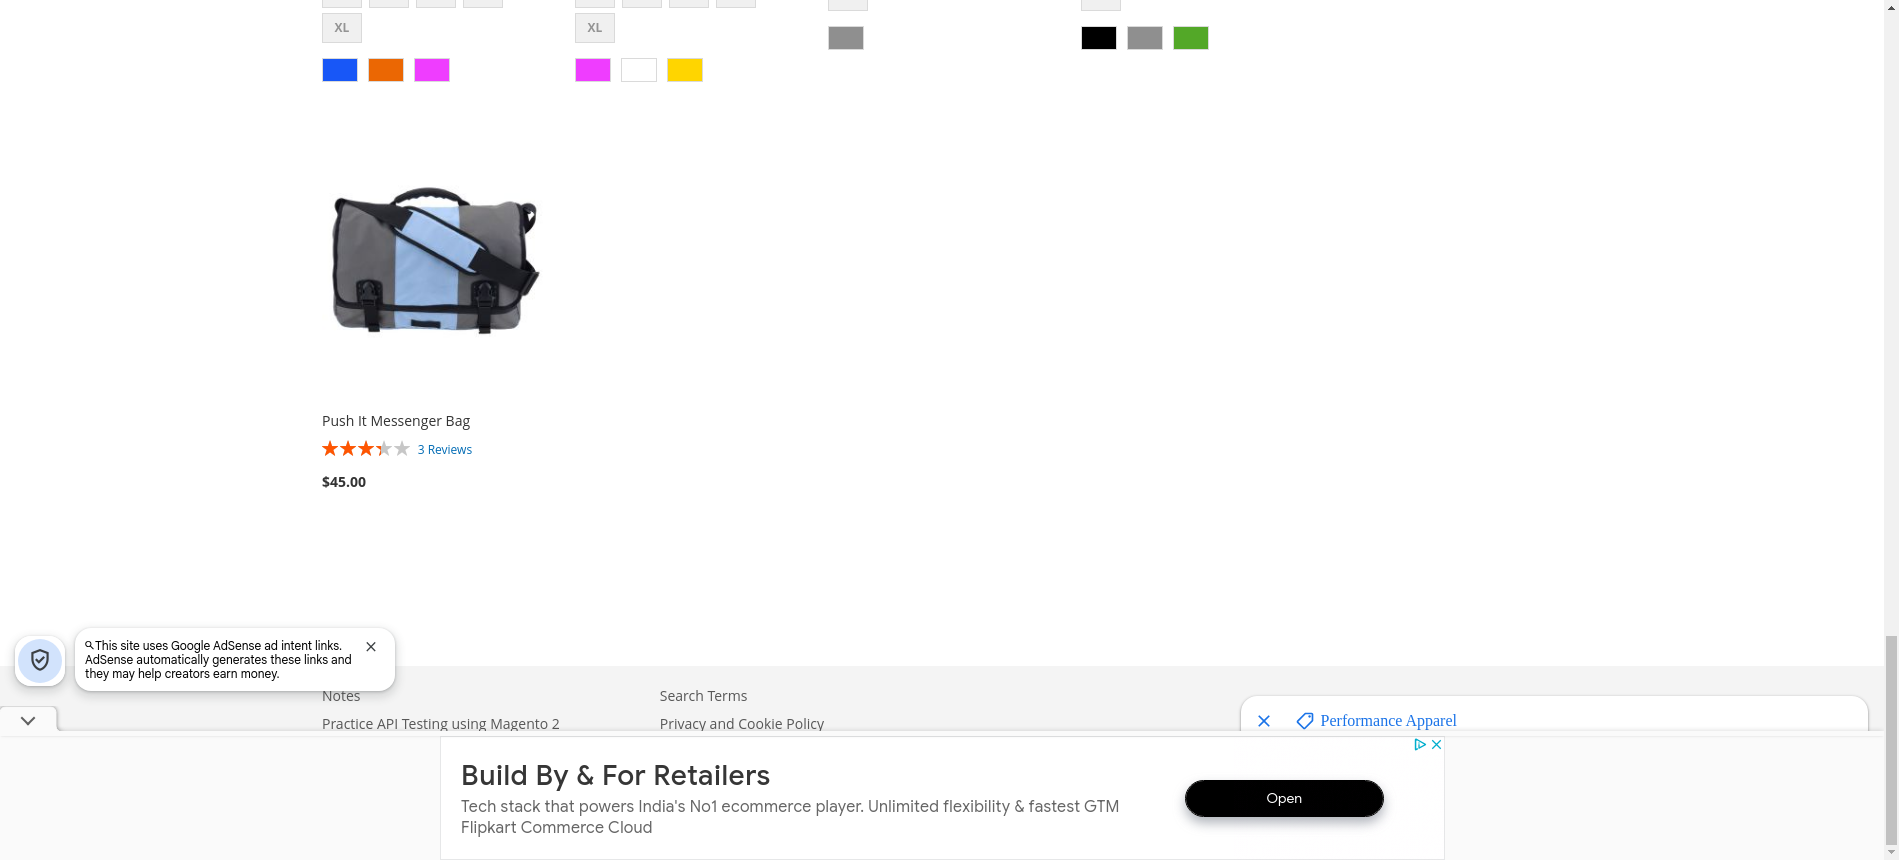 XL
XL
Push It Messenger Bag
3 Reviews
$45.00
This site uses Google AdSense ad intent links.
AdSense automatically generates these links and
they may help creators earn money.
Notes
Search Terms
Practice API Testing using Magento 2
Privacy and Cookie Policy
Performance Apparel
Build By & For Retailers
Tech stack that powers India's No1 ecommerce player. Unlimited flexibility & fastest GTM
Flipkart Commerce Cloud
Open